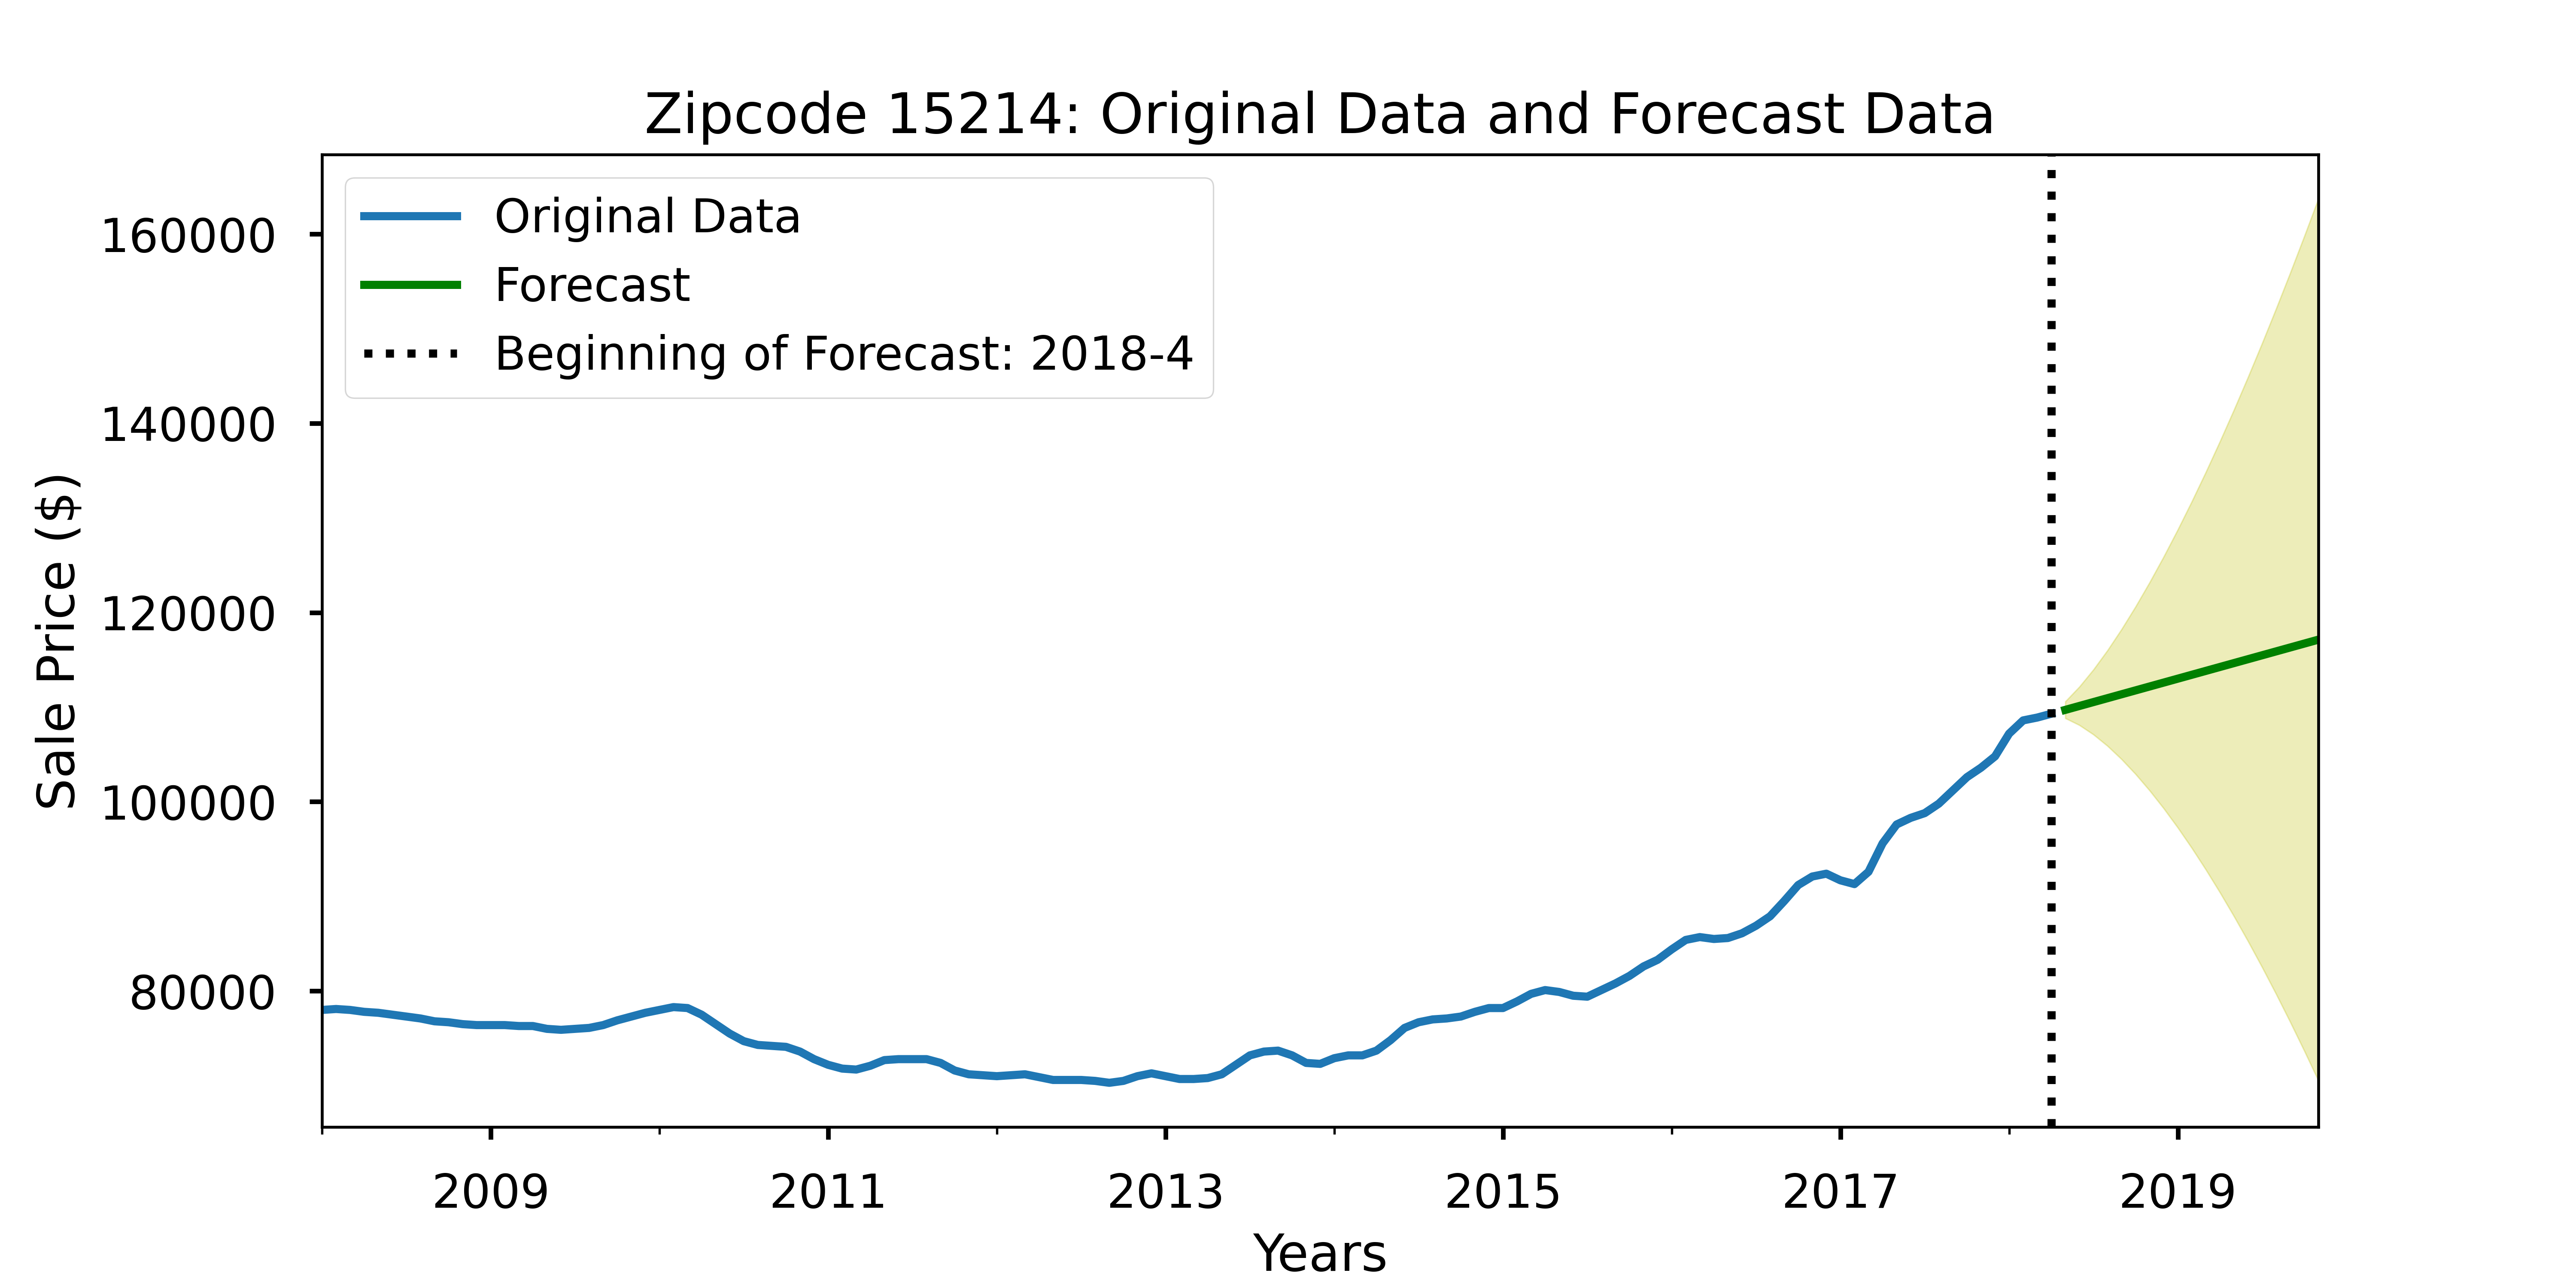 Zipcode 15214: Original Data and Forecast Data
Original Data
Forecast
Beginning of Forecast: 2018-4
Sale Price ($)
160000
140000
120000
100000
80000
2009
2011
2013
2015
2017
2019
Years